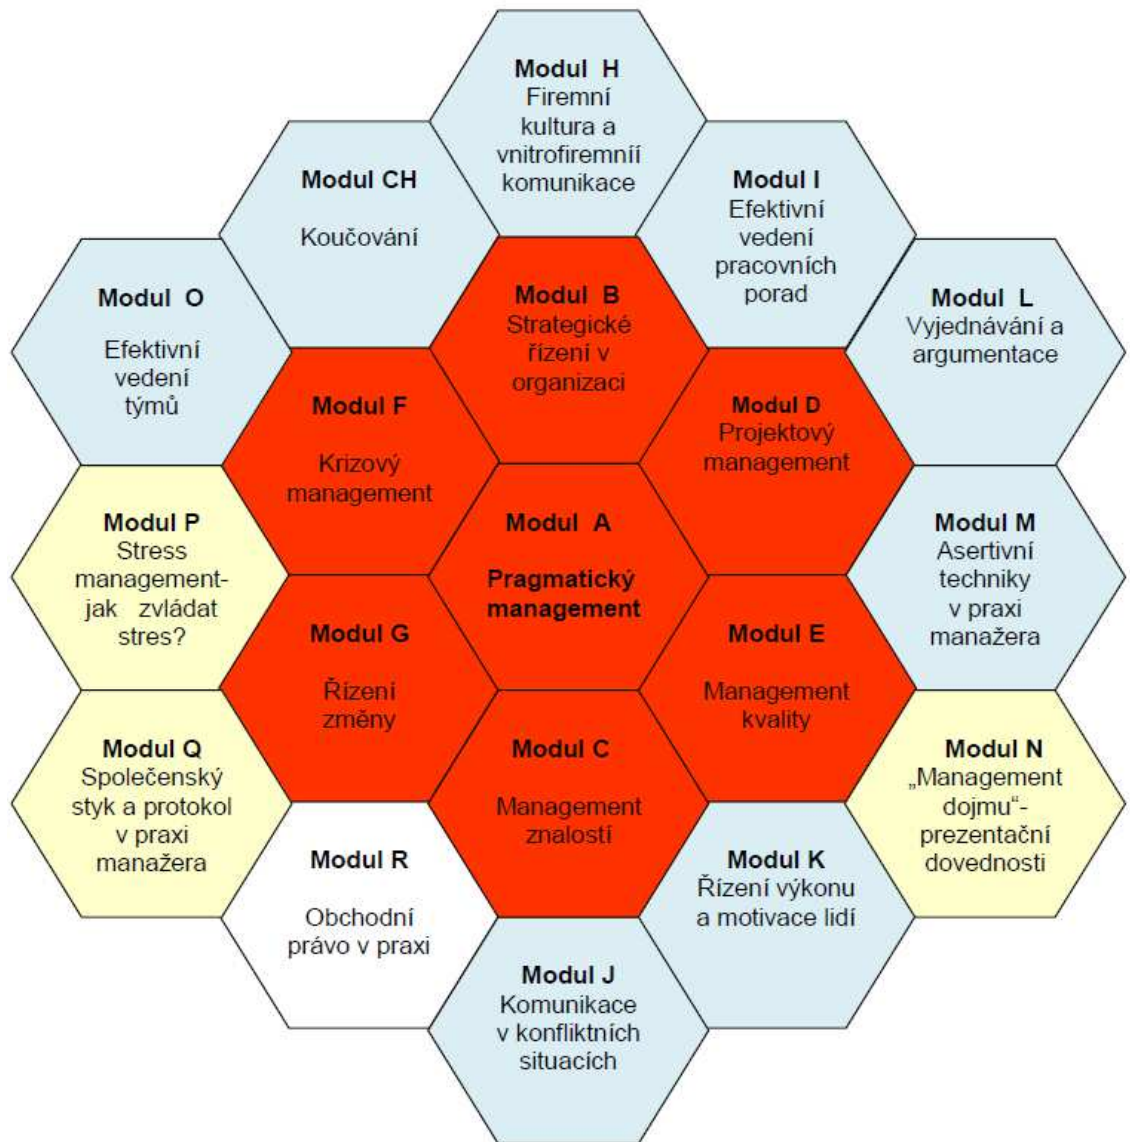 Modul H
Firemní
kultura a
vnitrofiremníí
komunikace
Modul CH
Koučování
Modul I
Efektivní
vedení
pracovních
porad
Modul O
Efektivní
vedení
týmů
Modul B
Strategické
řízení v
organizaci
Modul L
Vyjednávání a
argumentace
Modul F
Krizový
management
Modul D
Projektový
management
Modul P
Stress
management-
jak zvládat
stres?
Modul A
Pragmatický
management
Modul M
Asertivní
techniky
v praxi
manažera
Modul G
Řízení
změny
Modul E
Management
kvality
Modul Q
Společenský
styk a protokol
v praxi
manažera
Modul C
Management
znalostí
Modul N
„Management
dojmu“-
prezentační
dovednosti
Modul R
Obchodní
právo v praxi
Modul K
Řízení výkonu
a motivace lidí
Modul J
Komunikace
v konfliktních
situacích